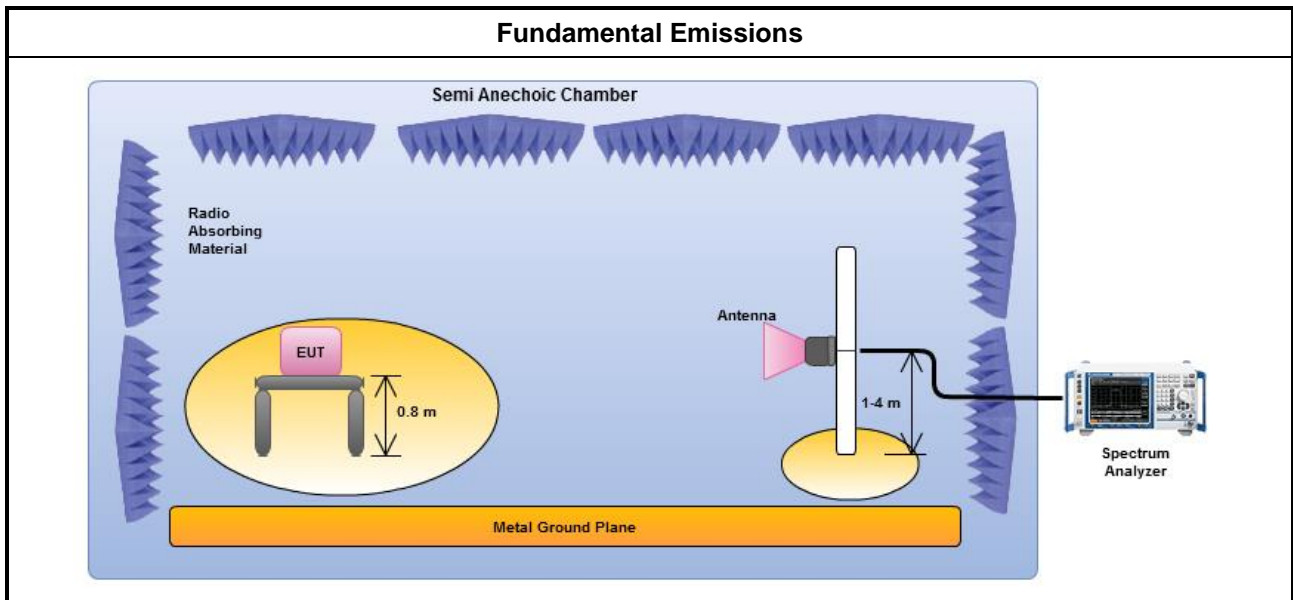 Fundamental Emissions
Semi Anechoic Chamber
Radio
Absorbing
Material
Antenna
EUT
0.8 m
1-4 m
Spectrum
Analyzer
Metal Ground Plane